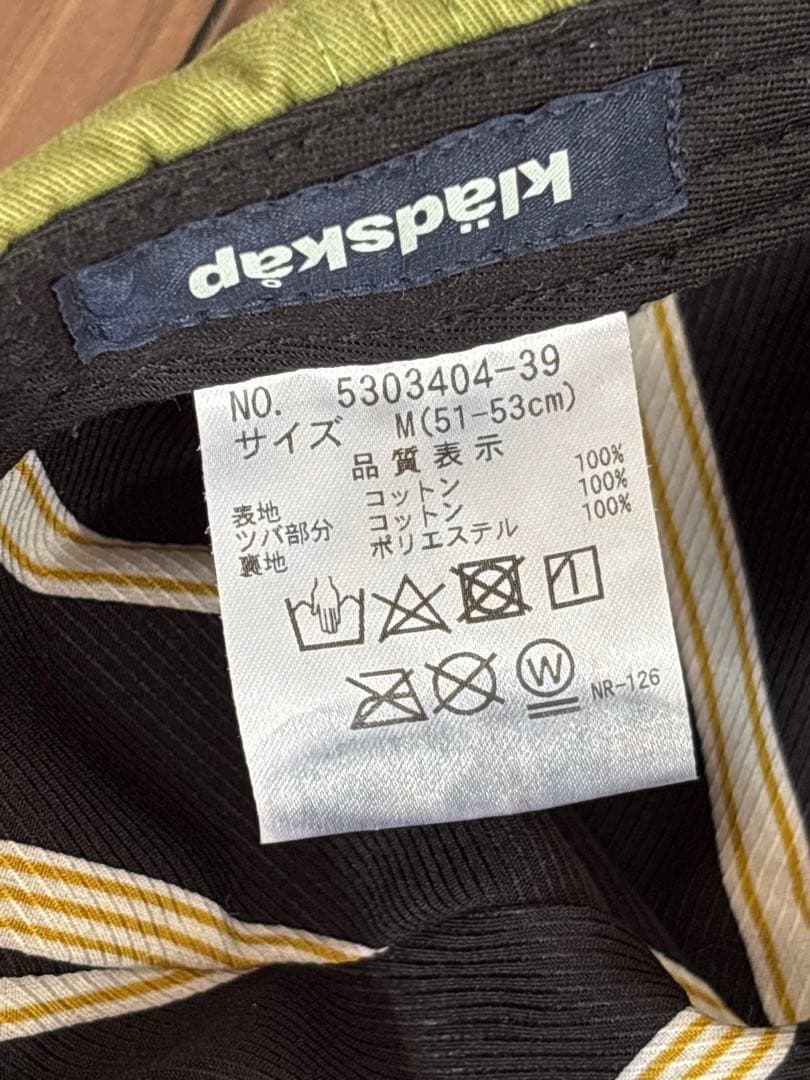 klädskåp
NO. 5303404-39
サイズ M(51-53cm)
品質表示
表地 コットン 100%
ツバ部分 コットン 100%
裏地 ポリエステル 100%
W NR-126